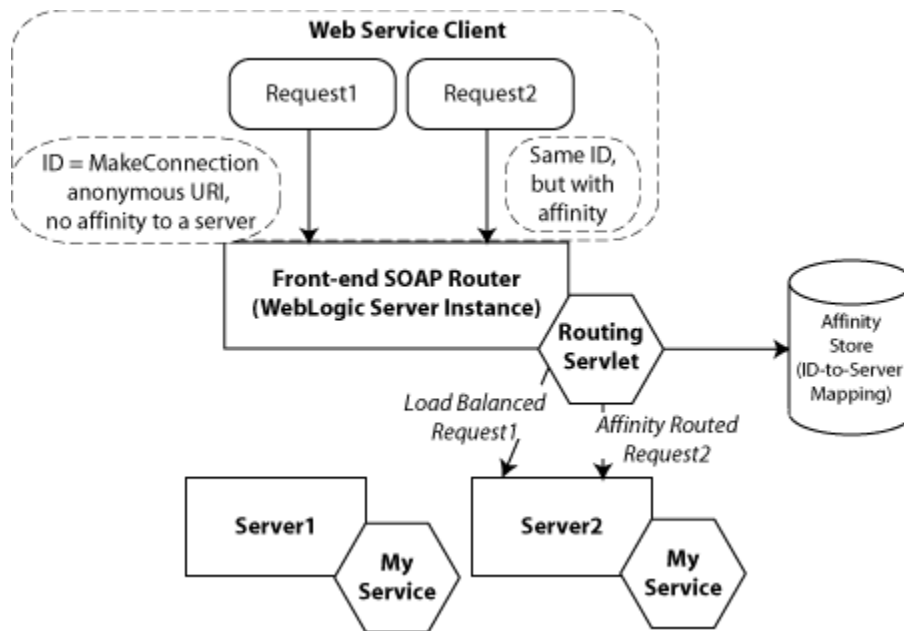 Web Service Client
Request1
Request2
ID = MakeConnection
anonymous URI,
no affinity to a server
Same ID,
but with
affinity
Front-end SOAP Router
(WebLogic Server Instance)
Routing
Servlet
Affinity
Store
(ID-to-Server
Mapping)
Load Balanced
Request1
Affinity Routed
Request2
Server1
My
Service
Server2
My
Service